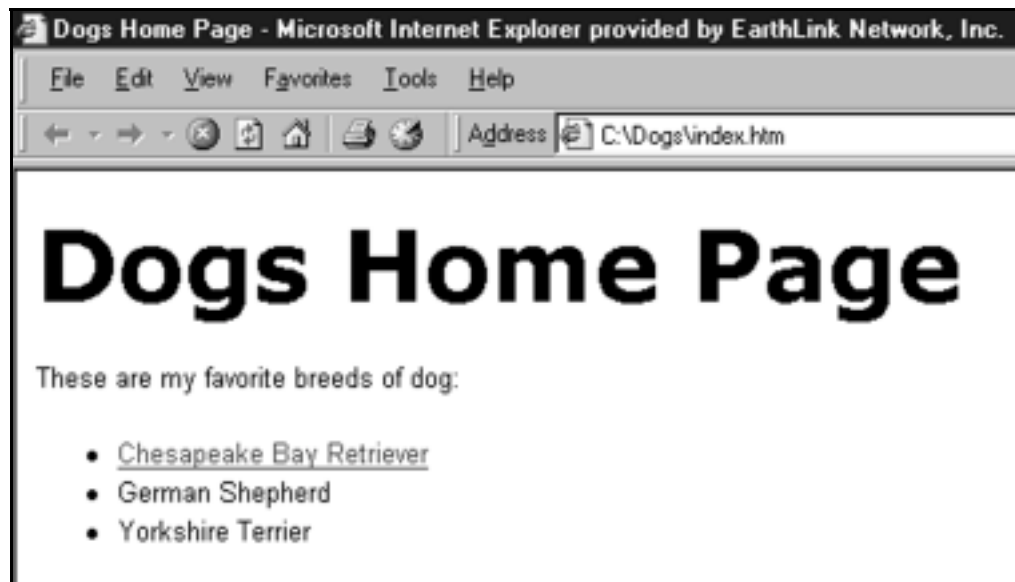 Dogs Home Page - Microsoft Internet Explorer provided by EarthLink Network, Inc.
File Edit View Favorites Tools Help
Address C:\Dogs\index.htm
Dogs Home Page
These are my favorite breeds of dog:
• Chesapeake Bay Retriever
• German Shepherd
• Yorkshire Terrier